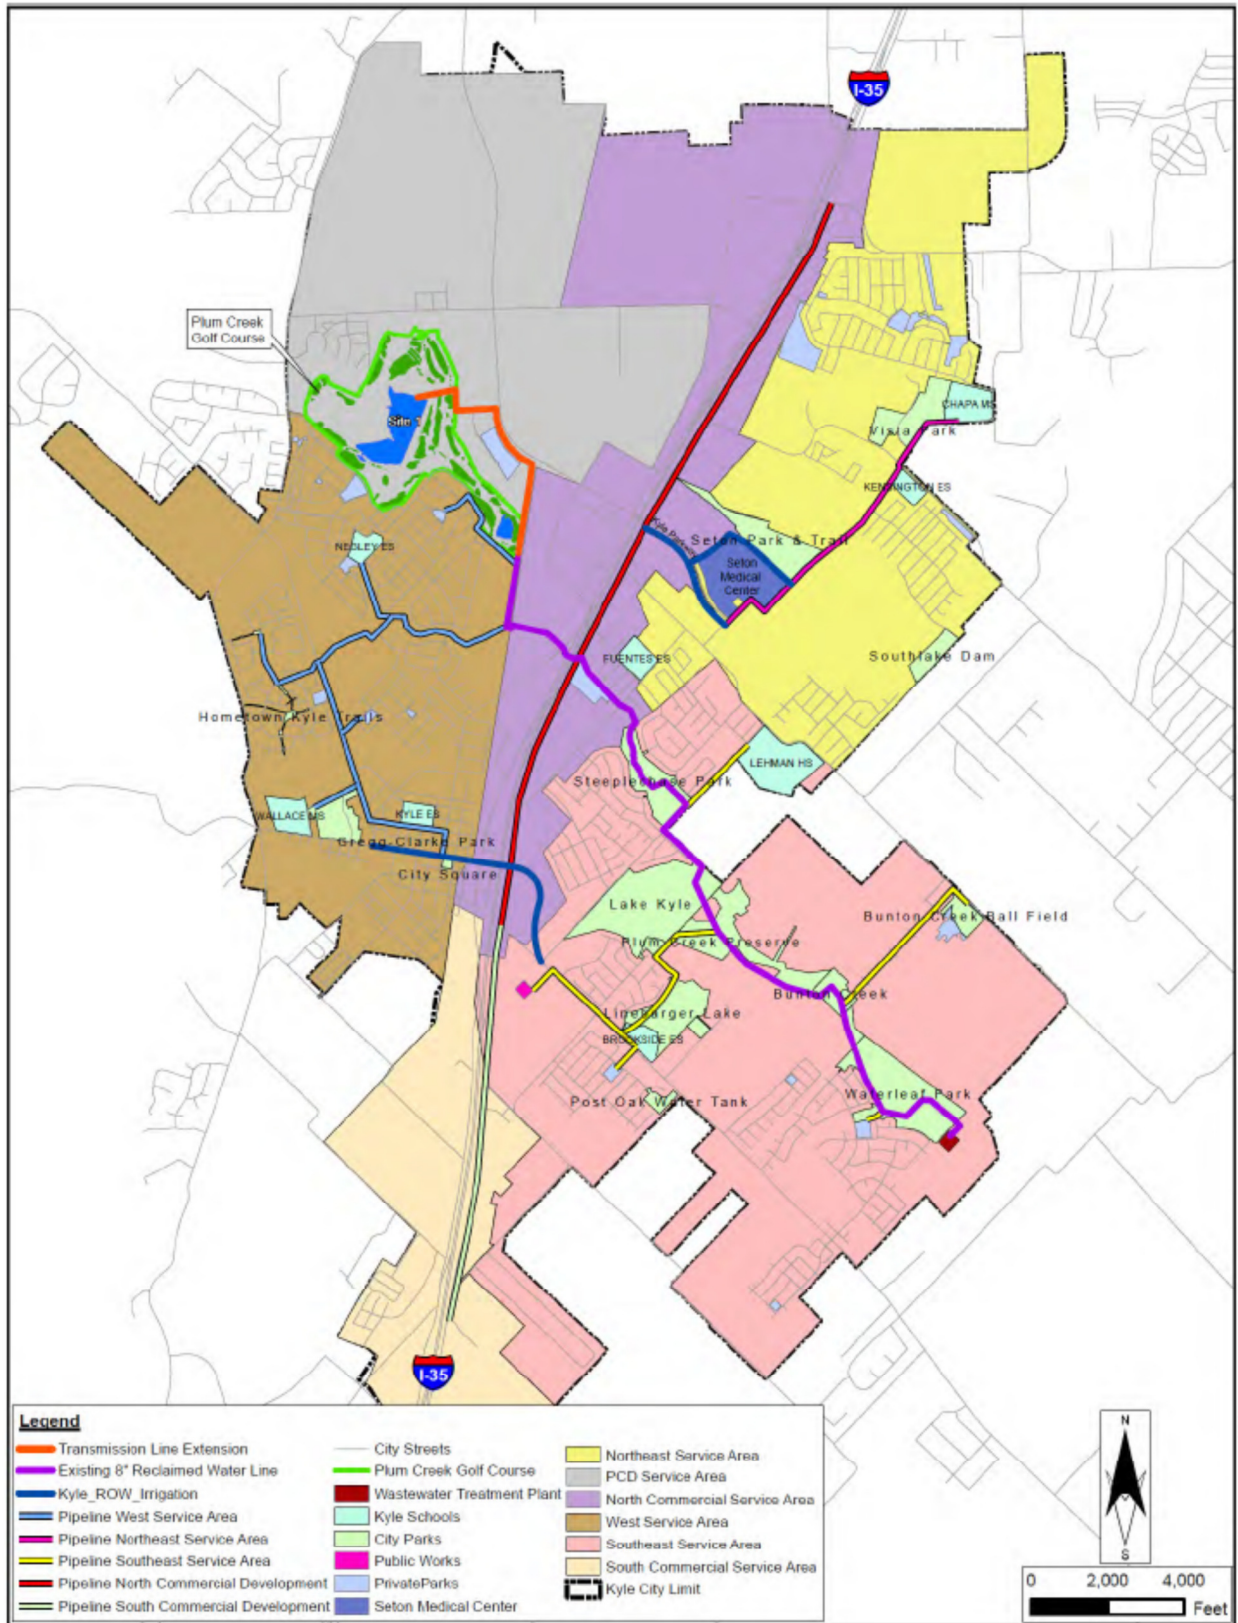 I-35
Plum Creek
Golf Course
Site 1
CHAPA MS
Vista Park
KENSINGTON ES
Kyle Parkway
Seton Park & Trail
NEGLEY ES
Seton
Medical
Center
FUENTES ES
Southlake Dam
Hometown Kyle Trails
LEHMAN HS
Steeplechase Park
WALLACE MS
KYLE ES
Gregg-Clarke Park
City Square
Lake Kyle
Bunton Creek Ball Field
Plum Creek Preserve
Bunton Creek
Linebarger Lake
BROOKSIDE ES
Post Oak Water Tank
Waterleaf Park
I-35
Legend
Transmission Line Extension
Existing 8" Reclaimed Water Line
Kyle_ROW_Irrigation
Pipeline West Service Area
Pipeline Northeast Service Area
Pipeline Southeast Service Area
Pipeline North Commercial Development
Pipeline South Commercial Development
City Streets
Plum Creek Golf Course
Wastewater Treatment Plant
Kyle Schools
City Parks
Public Works
PrivateParks
Seton Medical Center
Northeast Service Area
PCD Service Area
North Commercial Service Area
West Service Area
Southeast Service Area
South Commercial Service Area
Kyle City Limit
N
S
0 2,000 4,000
Feet